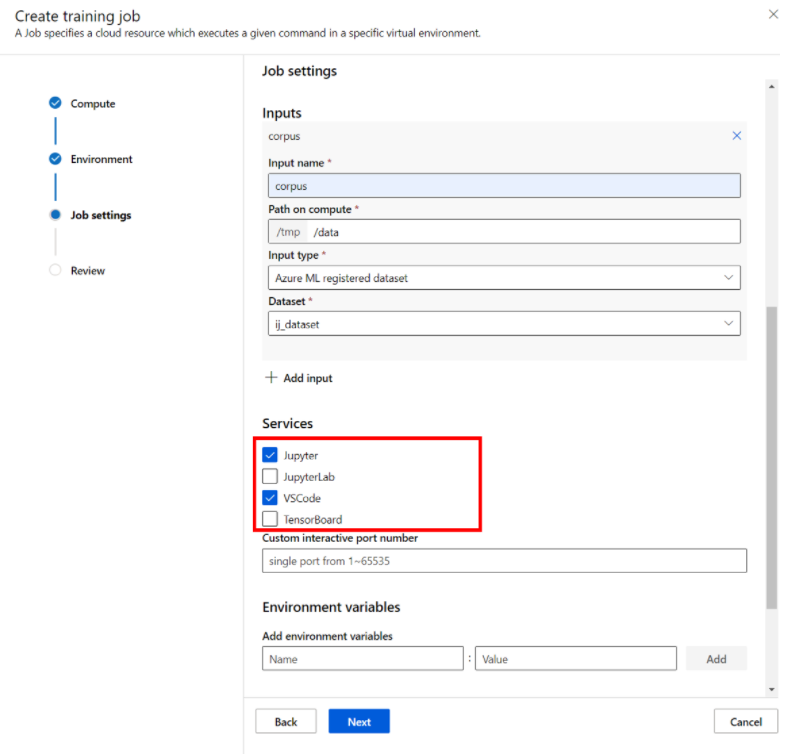 Create training job
A Job specifies a cloud resource which executes a given command in a specific virtual environment.
Compute
Environment
Job settings
Review
Job settings
Inputs
corpus
Input name *
corpus
Path on compute *
/tmp /data
Input type *
Azure ML registered dataset
Dataset *
ij_dataset
Add input
Services
Jupyter
JupyterLab
VSCode
TensorBoard
Custom interactive port number
single port from 1~65535
Environment variables
Add environment variables
Name : Value Add
Back Next Cancel